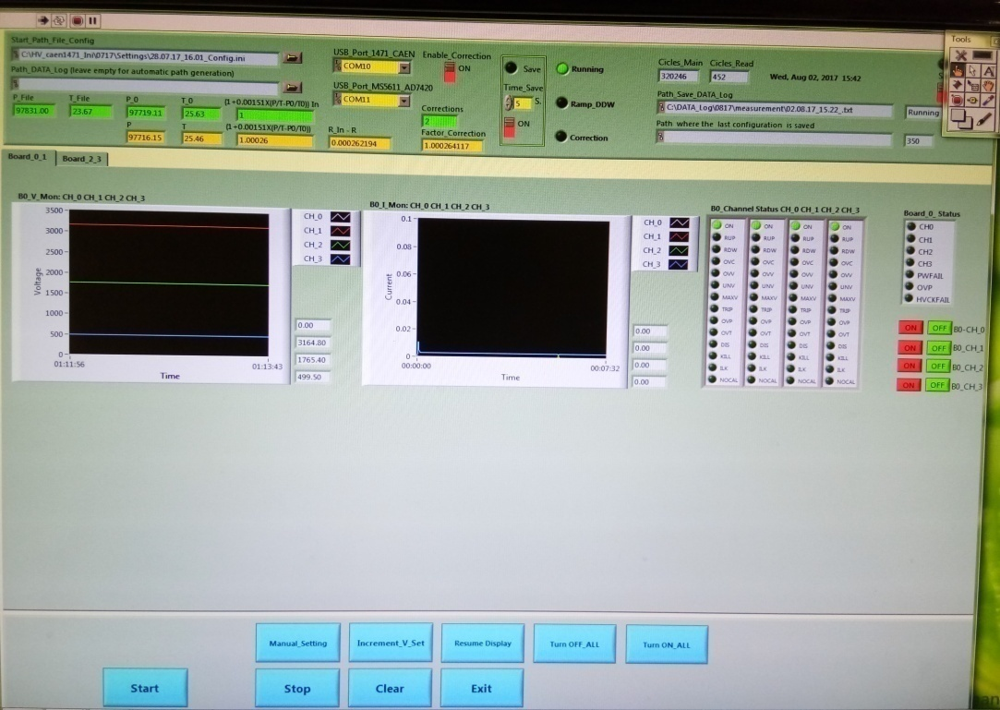 Start_Path_File_Config
C:\HV_caen1471_Ini\0717\Settings\28.07.17_16.01_Config.ini
Path_DATA_Log (leave empty for automatic path generation)
P_File T_File P_0 T_0 (1+0.00151X(P/T-P0/T0)) In
97831.00 23.67 97719.11 25.63 1
P T (1+0.00151X(P/T-P0/T0)) R_In - R
97716.15 25.46 1.00026 0.000262194
USB_Port_1471_CAEN
COM10
USB_Port_MS5611_AD7420
COM11
Enable_Correction
ON
Corrections
2
Factor_Correction
1.000264117
Save
Time_Save
5 S.
ON
Running
Ramp_DDW
Correction
Cicles_Main Cicles_Read
320246 452 Wed, Aug 02, 2017 15:42
Path_Save_DATA_Log
C:\DATA_Log\0817\measurement\02.08.17_15.22_.txt Running
Path where the last configuration is saved
350
Tools
Board_0_1 Board_2_3
B0_V_Mon: CH_0 CH_1 CH_2 CH_3
Voltage
3500
3000
2500
2000
1500
1000
500
0
01:11:56 01:13:43
Time
CH_0
CH_1
CH_2
CH_3
0.00
3164.80
1765.40
499.50
B0_I_Mon: CH_0 CH_1 CH_2 CH_3
Current
0.1
0.08
0.06
0.04
0.02
0
00:00:00 00:07:32
Time
CH_0
CH_1
CH_2
CH_3
0.00
0.00
0.00
0.00
B0_Channel Status CH_0 CH_1 CH_2 CH_3
ON ON ON ON
RUP RUP RUP RUP
RDW RDW RDW RDW
OVC OVC OVC OVC
OVV OVV OVV OVV
UNV UNV UNV UNV
MAXV MAXV MAXV MAXV
TRIP TRIP TRIP TRIP
OVP OVP OVP OVP
OVT OVT OVT OVT
DIS DIS DIS DIS
KILL KILL KILL KILL
ILK ILK ILK ILK
NOCAL NOCAL NOCAL NOCAL
Board_0_Status
CH0
CH1
CH2
CH3
PWFAIL
OVP
HVCKFAIL
ON OFF B0-CH_0
ON OFF B0_CH_1
ON OFF B0_CH_2
ON OFF B0_CH_3
Manual_Setting Increment_V_Set Resume Display Turn OFF_ALL Turn ON_ALL
Start Stop Clear Exit